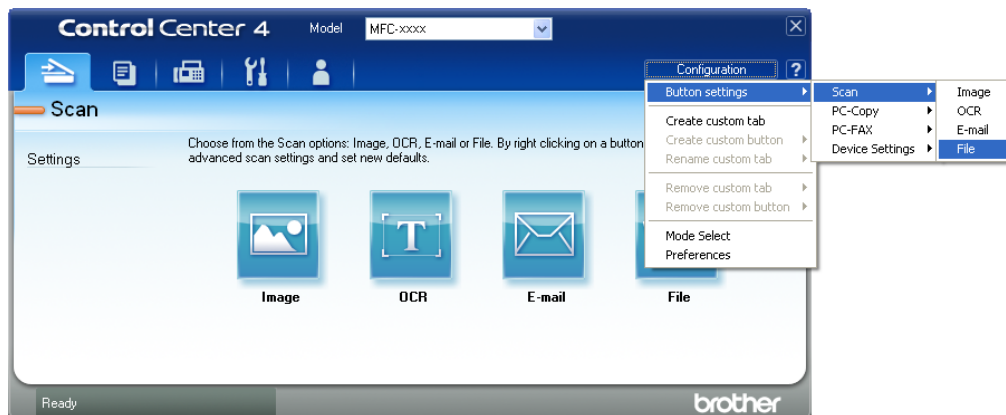 Control Center 4 Model MFC-xxxx
Configuration ?
Scan
Settings
Choose from the Scan options: Image, OCR, E-mail or File. By right clicking on a button
advanced scan settings and set new defaults.
T
Image OCR E-mail File
Button settings
Create custom tab
Create custom button
Rename custom tab
Remove custom tab
Remove custom button
Mode Select
Preferences
Scan
PC-Copy
PC-FAX
Device Settings
Image
OCR
E-mail
File
Ready
brother